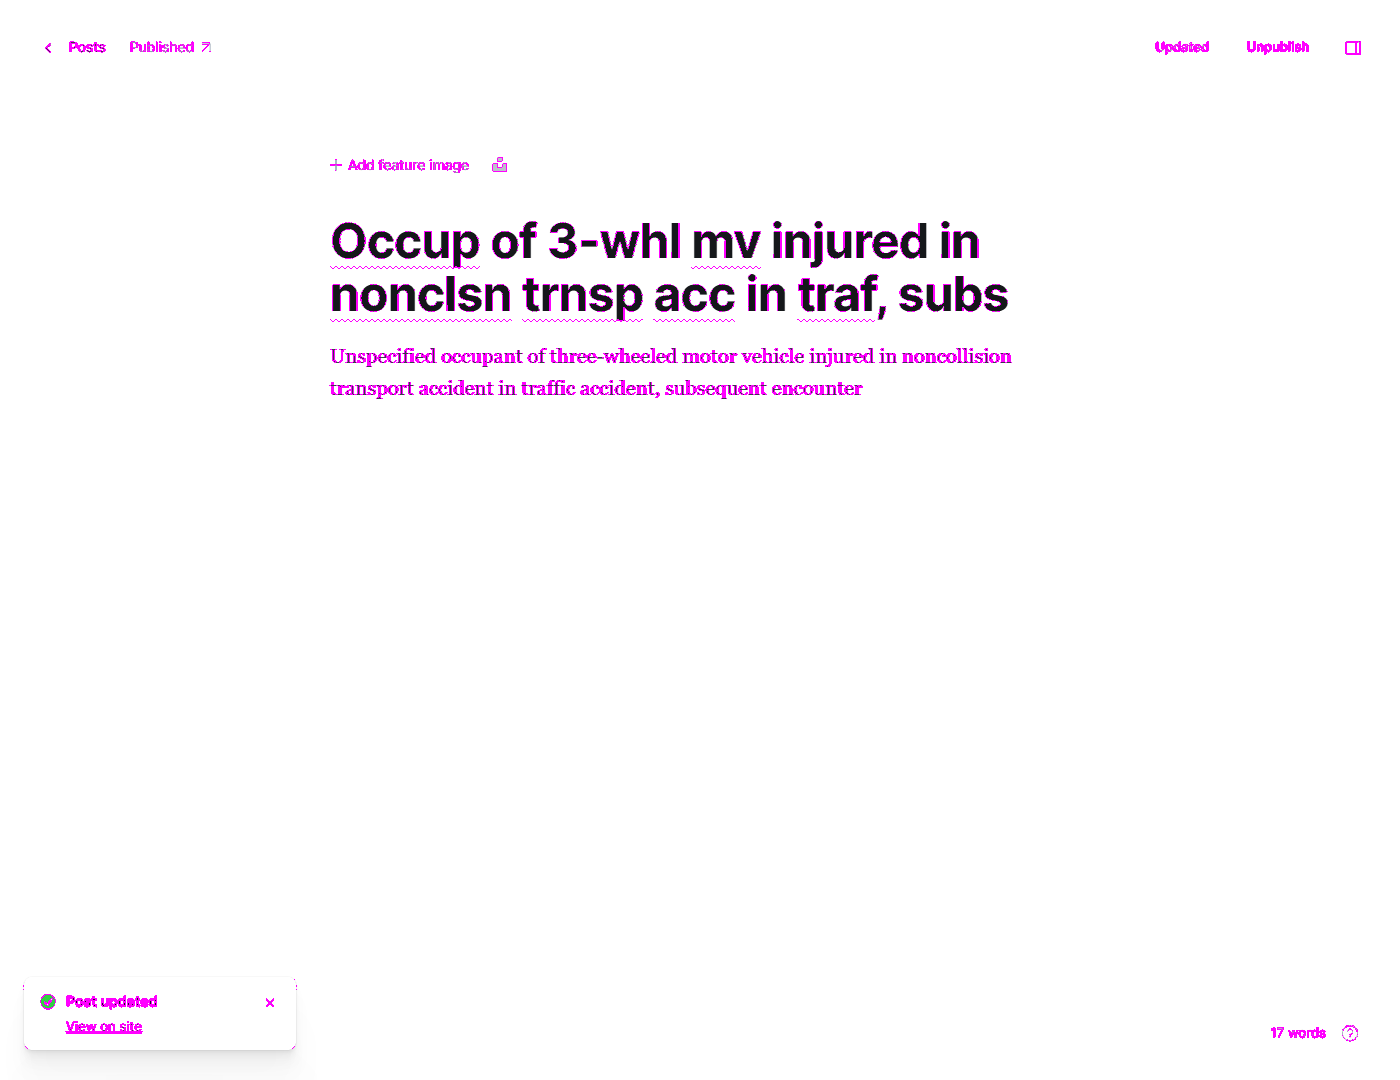 Posts Published
Updated Unpublish
Add feature image
Occup of 3-whl mv injured in
nonclsn trnsp acc in traf, subs
Unspecified occupant of three-wheeled motor vehicle injured in noncollision
transport accident in traffic accident, subsequent encounter
Post updated
View on site
17 words